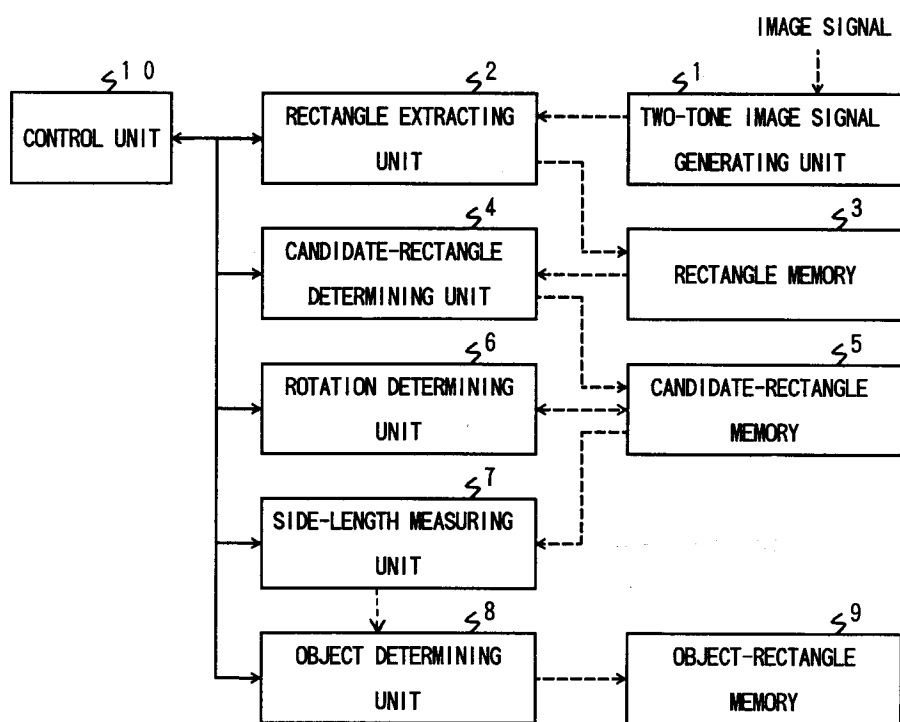 IMAGE SIGNAL
10
CONTROL UNIT
2
RECTANGLE EXTRACTING
UNIT
1
TWO-TONE IMAGE SIGNAL
GENERATING UNIT
4
CANDIDATE-RECTANGLE
DETERMINING UNIT
3
RECTANGLE MEMORY
6
ROTATION DETERMINING
UNIT
5
CANDIDATE-RECTANGLE
MEMORY
7
SIDE-LENGTH MEASURING
UNIT
8
OBJECT DETERMINING
UNIT
9
OBJECT-RECTANGLE
MEMORY